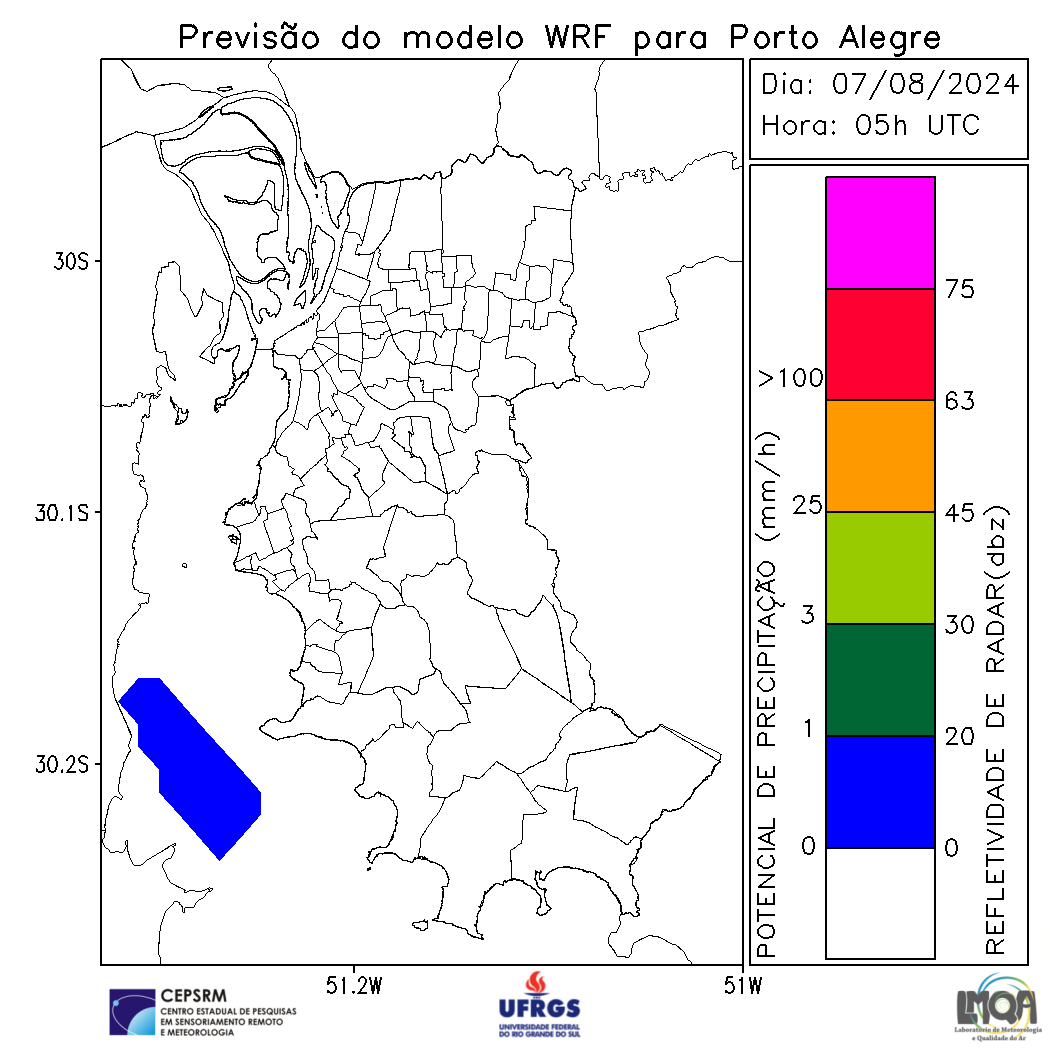 Previsão do modelo WRF para Porto Alegre
Dia: 07/08/2024
Hora: 05h UTC
30S
30.1S
30.2S
51.2W
51W
POTENCIAL DE PRECIPITAÇÃO (mm/h)
>100
25
3
1
0
75
63
45
30
20
0
REFLETIVIDADE DE RADAR(dbz)
CEPSRM
CENTRO ESTADUAL DE PESQUISAS
EM SENSORIAMENTO REMOTO
E METEOROLOGIA
UFRGS
UNIVERSIDADE FEDERAL
DO RIO GRANDE DO SUL
LMQA
Laboratório de Meteorologia
e Qualidade do Ar